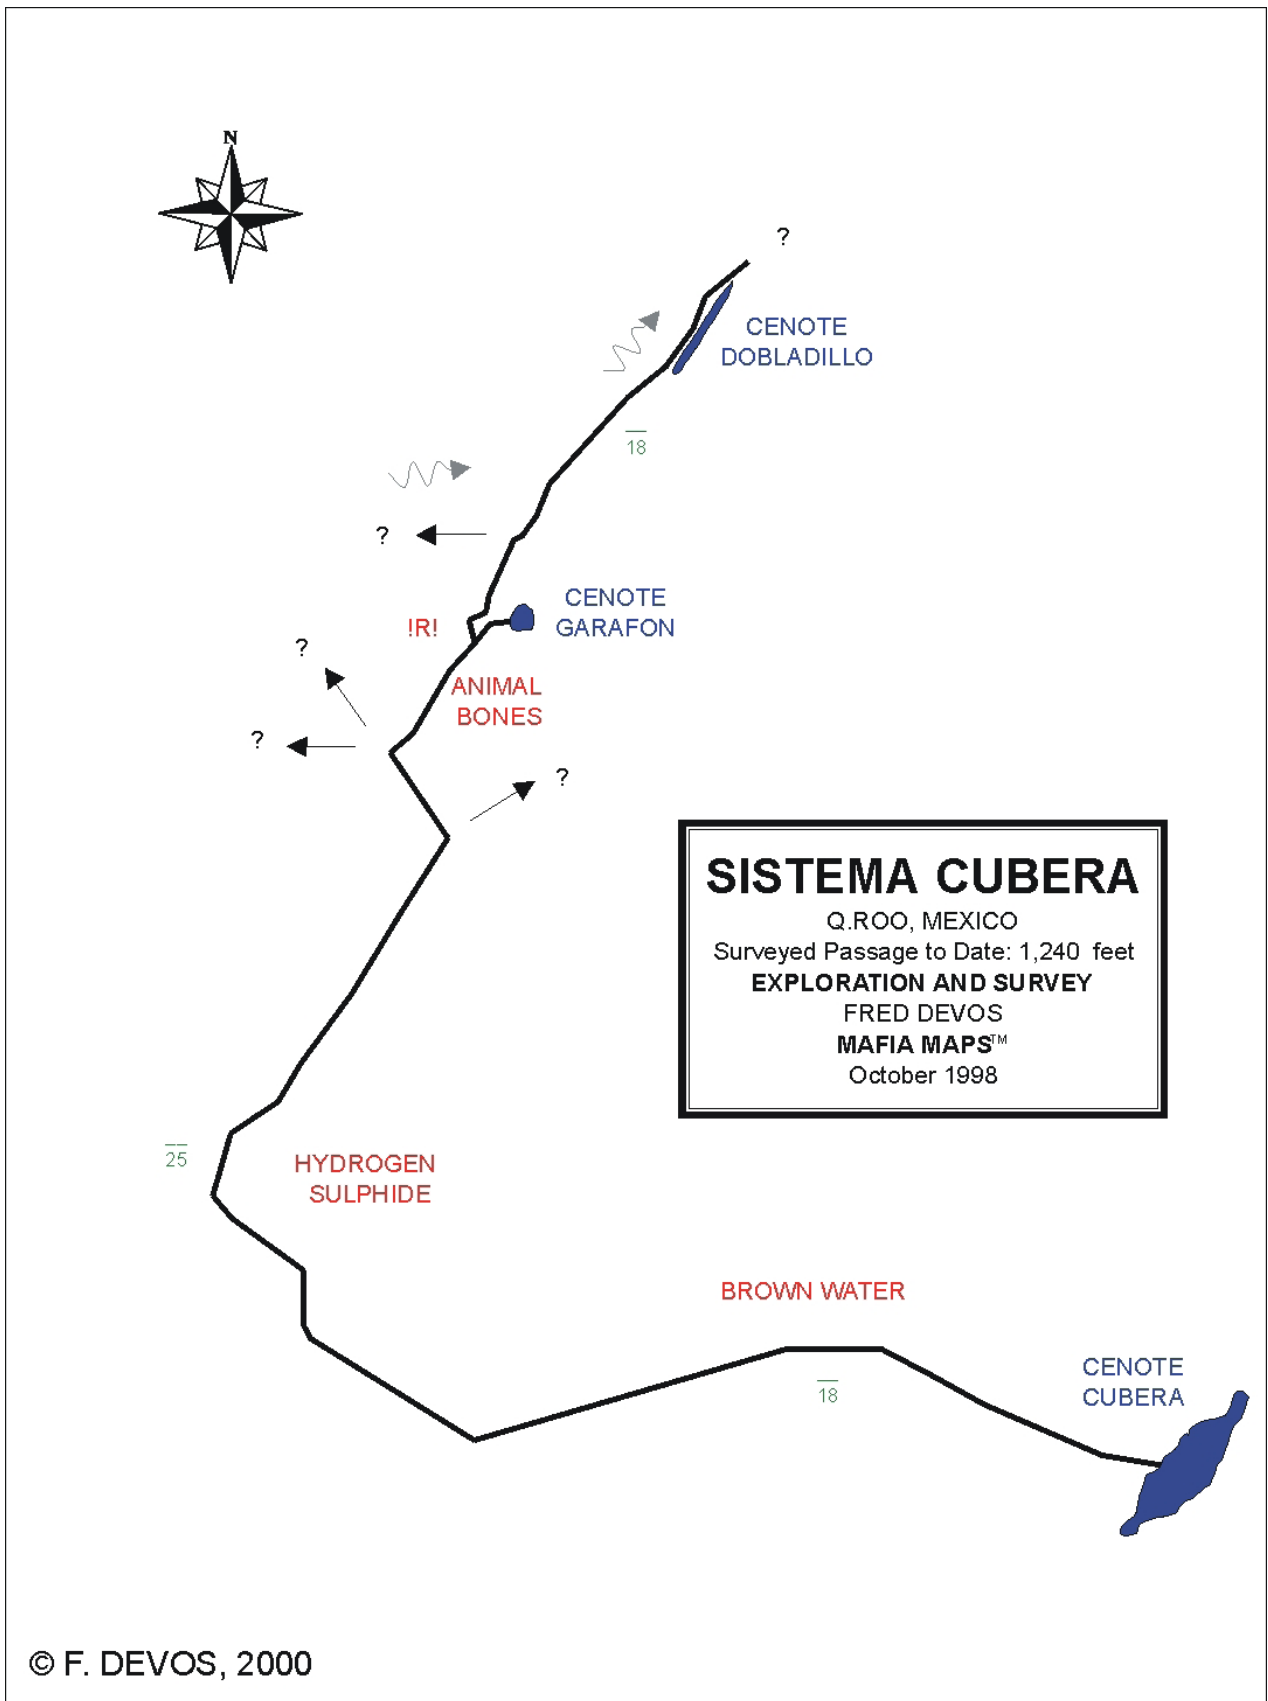 N
?
CENOTE
DOBLADILLO
18
?
CENOTE
GARAFON
!R!
?
ANIMAL
BONES
?
?
SISTEMA CUBERA
Q.ROO, MEXICO
Surveyed Passage to Date: 1,240 feet
EXPLORATION AND SURVEY
FRED DEVOS
MAFIA MAPS™
October 1998
25
HYDROGEN
SULPHIDE
BROWN WATER
18
CENOTE
CUBERA
© F. DEVOS, 2000